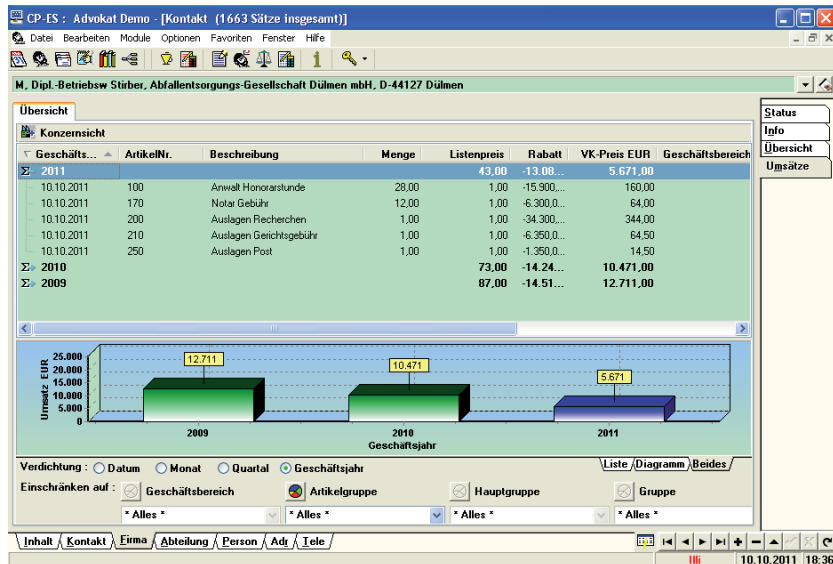 CP-ES : Advokat Demo - [Kontakt (1663 Sätze insgesamt)]
Datei Bearbeiten Module Optionen Favoriten Fenster Hilfe
M, Dipl.-Betriebsw Stirber, Abfallentsorgungs-Gesellschaft Dülmen mbH, D-44127 Dülmen
Übersicht
Status
Info
Übersicht
Umsätze
Konzernsicht
Geschäfts... ArtikelNr. Beschreibung Menge Listenpreis Rabatt VK-Preis EUR Geschäftsbereich
Σ 2011 43,00 -13.08... 5.671,00
10.10.2011 100 Anwalt Honorarstunde 28,00 1,00 -15.900,... 160,00
10.10.2011 170 Notar Gebühr 12,00 1,00 -6.300,0... 64,00
10.10.2011 200 Auslagen Recherchen 1,00 1,00 -34.300,... 344,00
10.10.2011 210 Auslagen Gerichtsgebühr 1,00 1,00 -6.350,0... 64,50
10.10.2011 250 Auslagen Post 1,00 1,00 -1.350,0... 14,50
Σ 2010 73,00 -14.24... 10.471,00
Σ 2009 87,00 -14.51... 12.711,00
Umsatz EUR
25.000
20.000
15.000
10.000
5.000
0
12.711
10.471
5.671
2009 2010 2011
Geschäftsjahr
Verdichtung : Datum Monat Quartal Geschäftsjahr
Liste Diagramm Beides
Einschränken auf : Geschäftsbereich Artikelgruppe Hauptgruppe Gruppe
* Alles * * Alles * * Alles * * Alles *
Inhalt Kontakt Firma Abteilung Person Adr Tele
Illi 10.10.2011 18:36